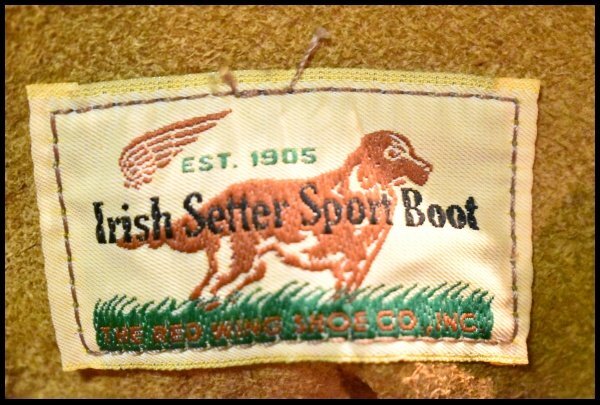 EST. 1905
Irish Setter Sport Boot
THE RED WING SHOE CO., INC.